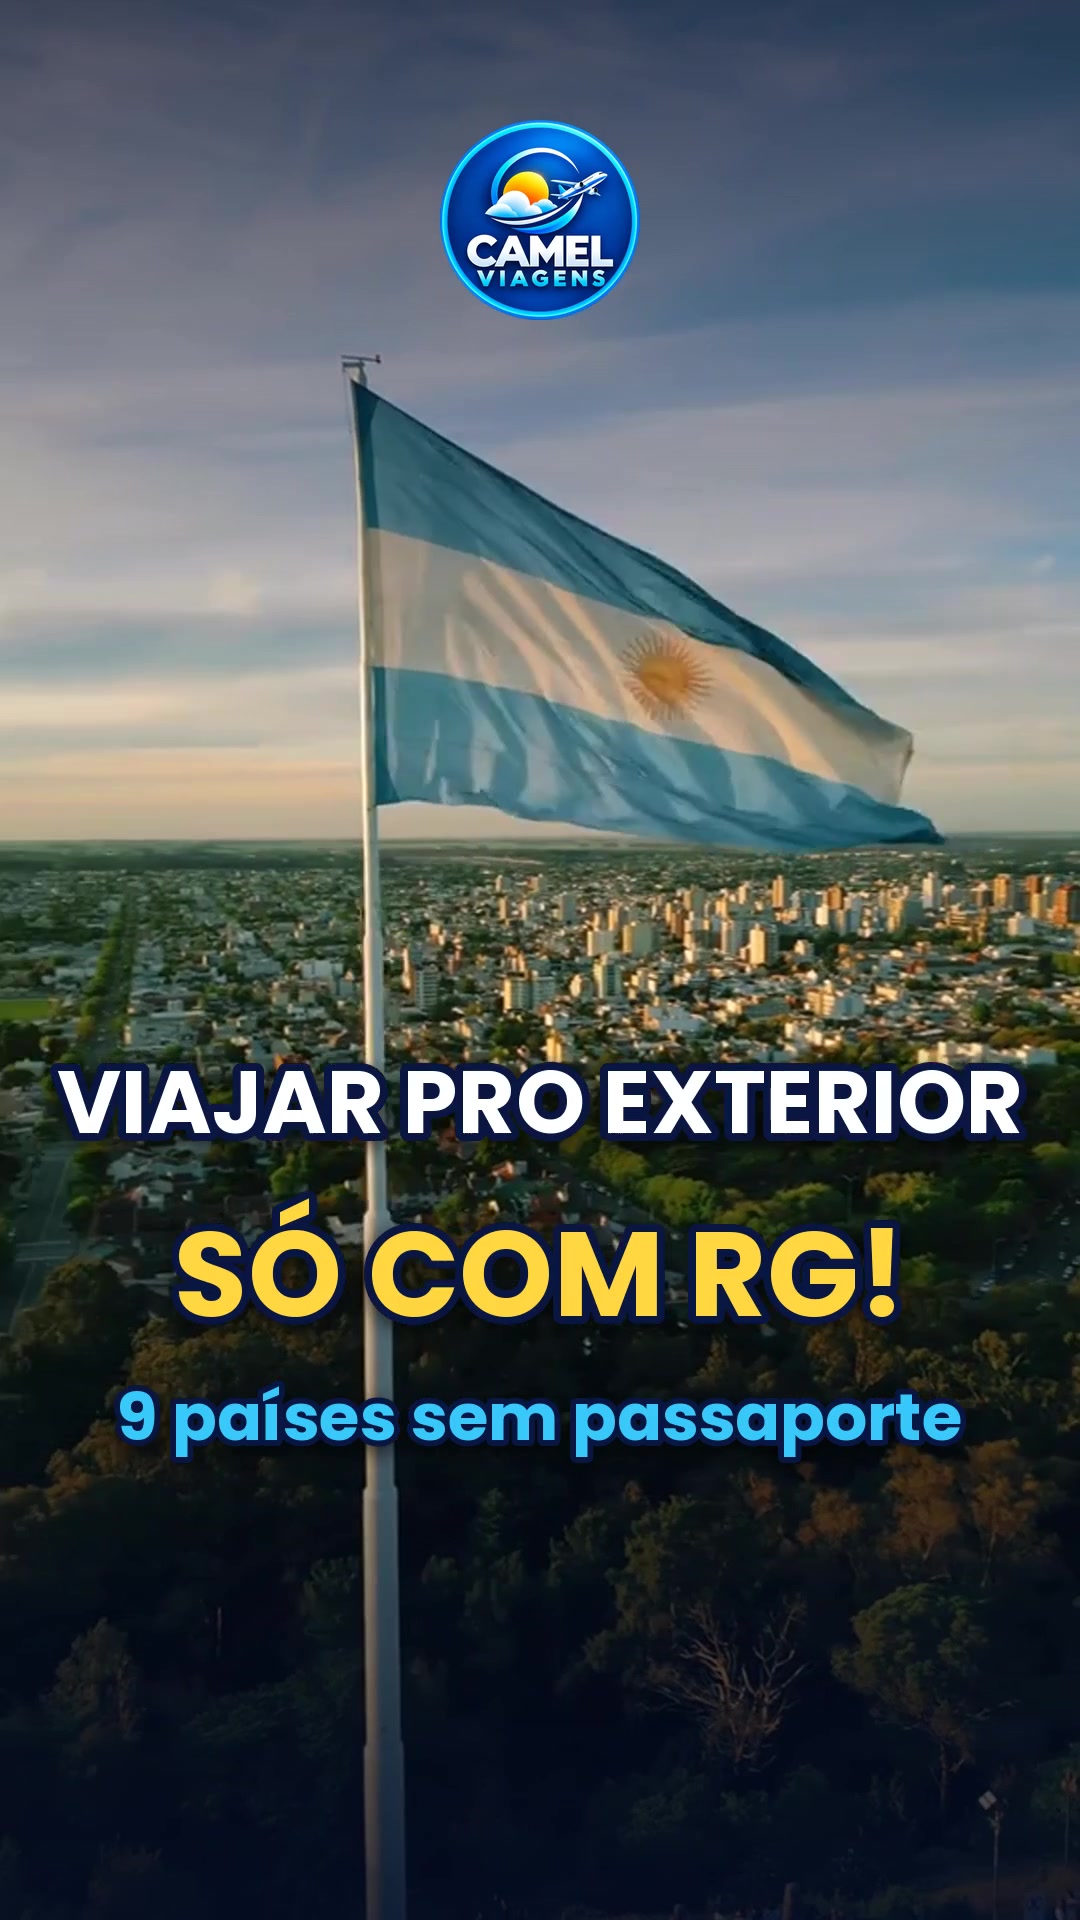 CAMEL
VIAGENS
VIAJAR PRO EXTERIOR
SÓ COM RG!
9 países sem passaporte